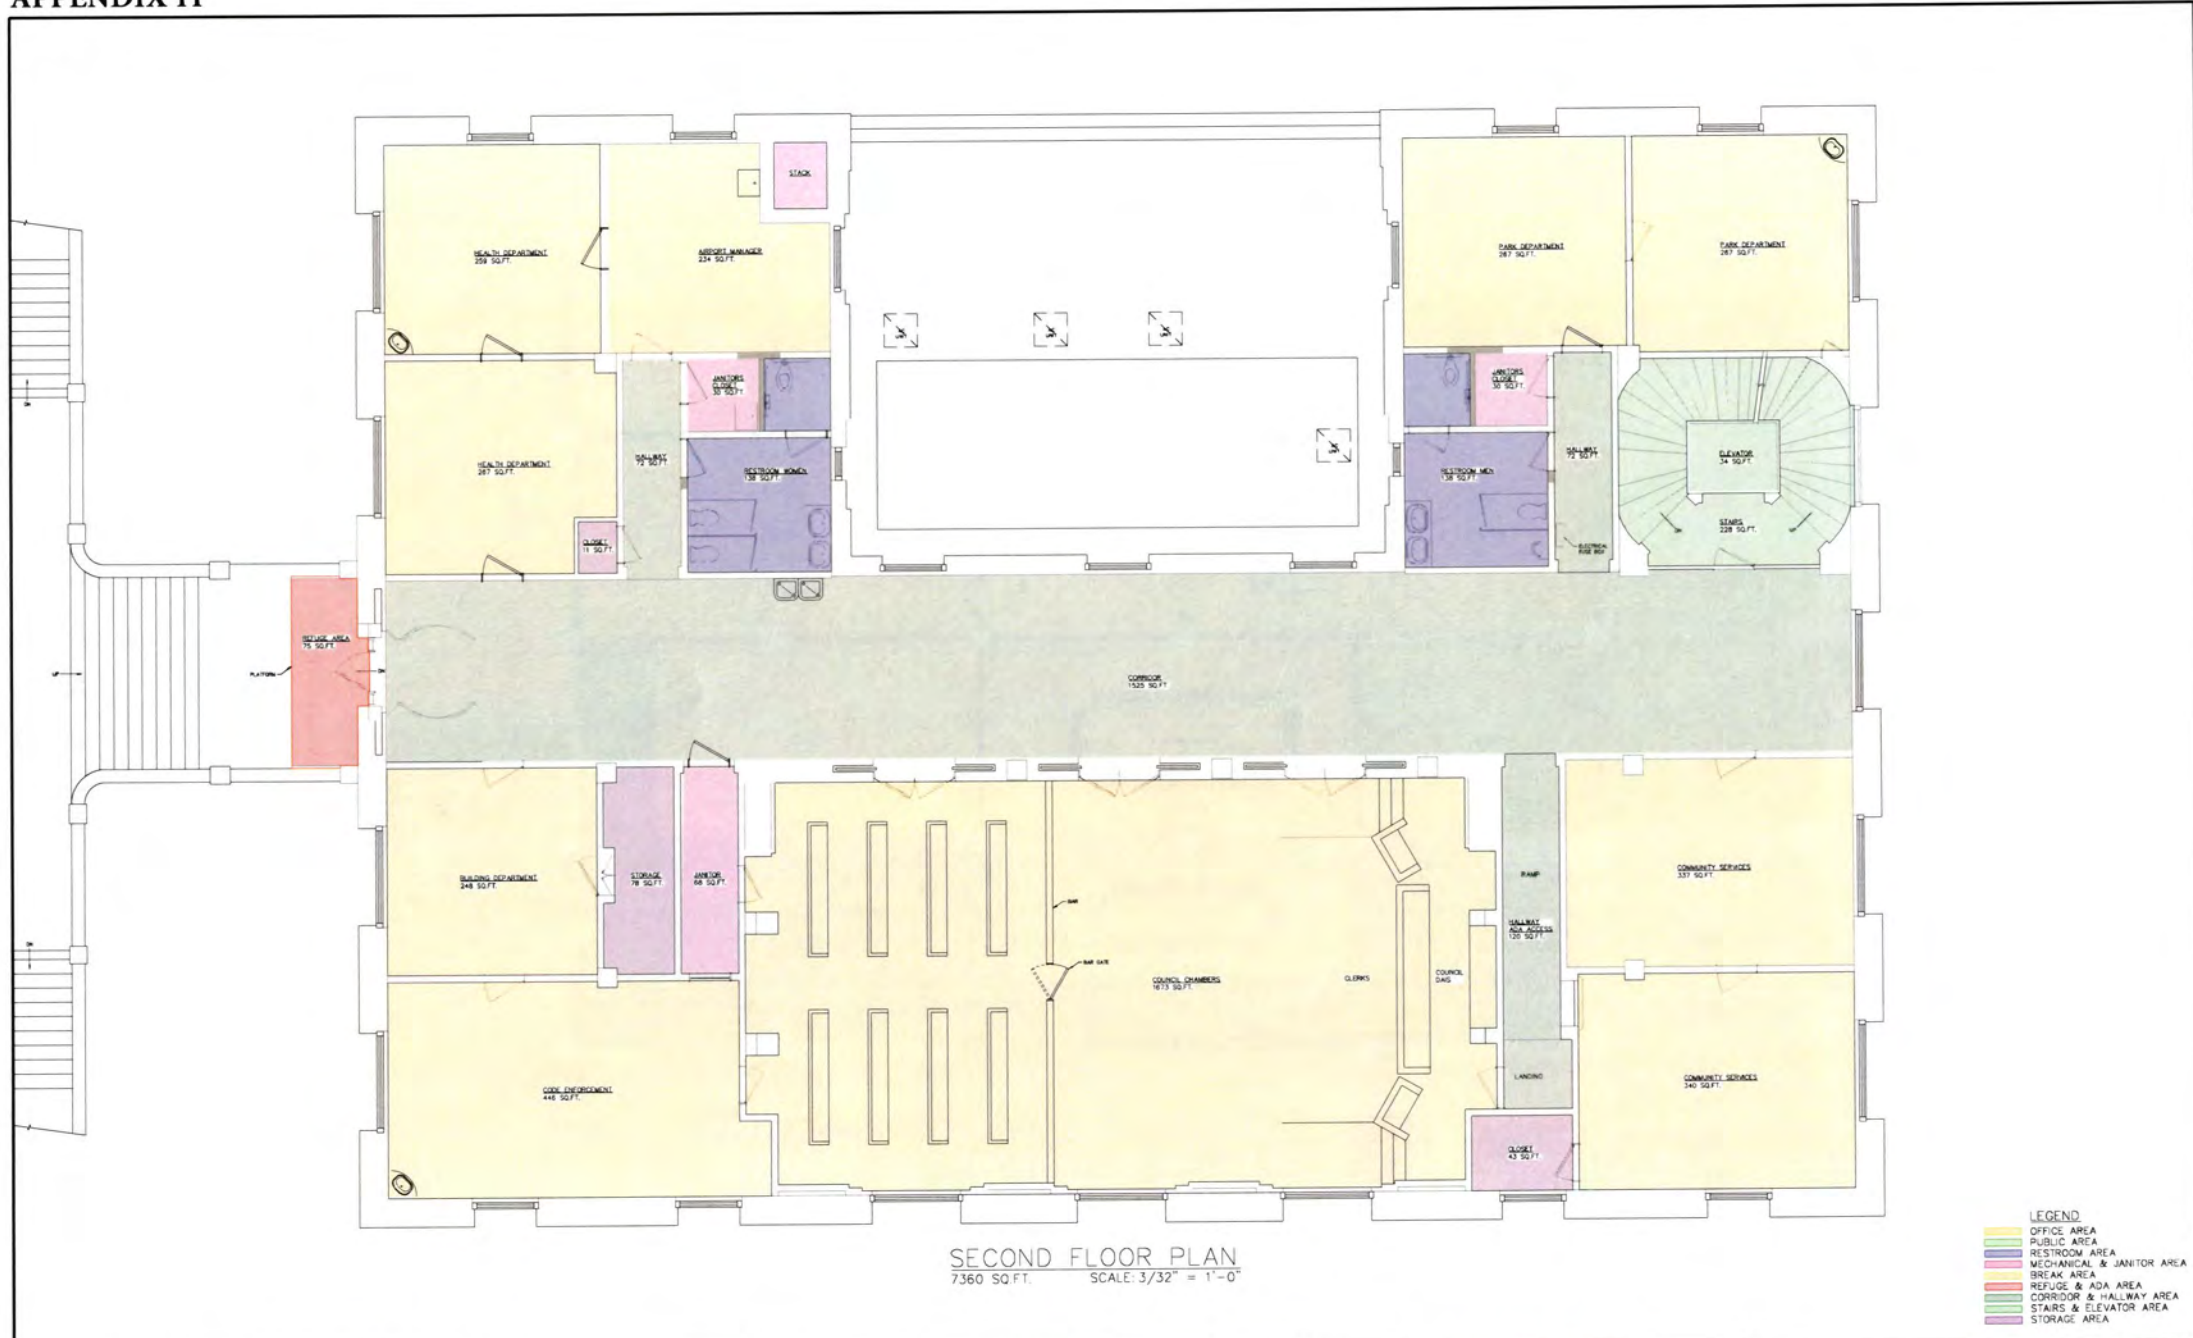 STACK
HEALTH DEPARTMENT
259 SQ.FT.
AIRPORT MANAGER
234 SQ.FT.
PARK DEPARTMENT
267 SQ.FT.
PARK DEPARTMENT
267 SQ.FT.
JANITORS
CLOSET
30 SQ.FT.
JANITORS
CLOSET
30 SQ.FT.
HEALTH DEPARTMENT
267 SQ.FT.
HALLWAY
72 SQ.FT.
RESTROOM WOMEN
138 SQ.FT.
RESTROOM MEN
138 SQ.FT.
HALLWAY
72 SQ.FT.
ELEVATOR
34 SQ.FT.
STAIRS
228 SQ.FT.
CLOSET
11 SQ.FT.
ELECTRICAL
FUSE BOX
REFUGE AREA
75 SQ.FT.
PLATFORM
UP
DN
CORRIDOR
1525 SQ.FT.
BUILDING DEPARTMENT
248 SQ.FT.
STORAGE
78 SQ.FT.
JANITOR
68 SQ.FT.
BAR
BAR GATE
RAMP
HALLWAY
ADA ACCESS
120 SQ.FT.
COMMUNITY SERVICES
337 SQ.FT.
COUNCIL CHAMBERS
1673 SQ.FT.
CLERKS
COUNCIL
DAIS
DN
CODE ENFORCEMENT
446 SQ.FT.
LANDING
COMMUNITY SERVICES
340 SQ.FT.
CLOSET
43 SQ.FT.
SECOND FLOOR PLAN
7360 SQ.FT. SCALE: 3/32" = 1'-0"
LEGEND
OFFICE AREA
PUBLIC AREA
RESTROOM AREA
MECHANICAL & JANITOR AREA
BREAK AREA
REFUGE & ADA AREA
CORRIDOR & HALLWAY AREA
STAIRS & ELEVATOR AREA
STORAGE AREA